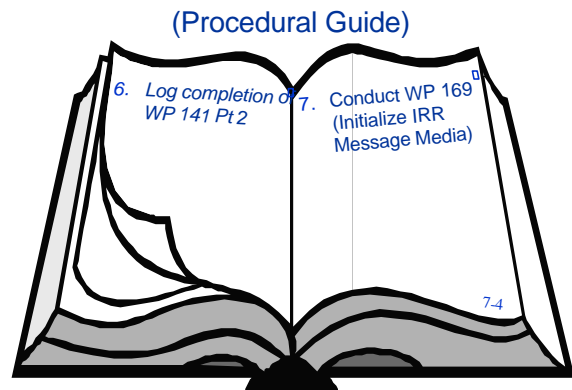 (Procedural Guide)
6. Log completion of
WP 141 Pt 2
7. Conduct WP 169
(Initialize IRR
Message Media)
7-4